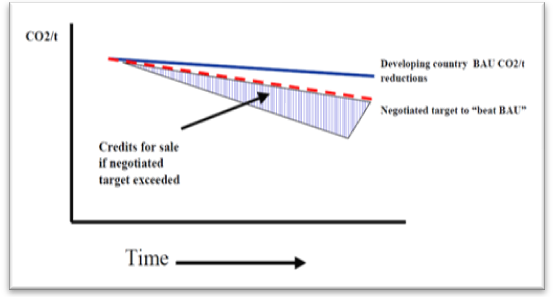 CO2/t
Developing country BAU CO2/t
reductions
Negotiated target to “beat BAU”
Credits for sale
if negotiated
target exceeded
Time